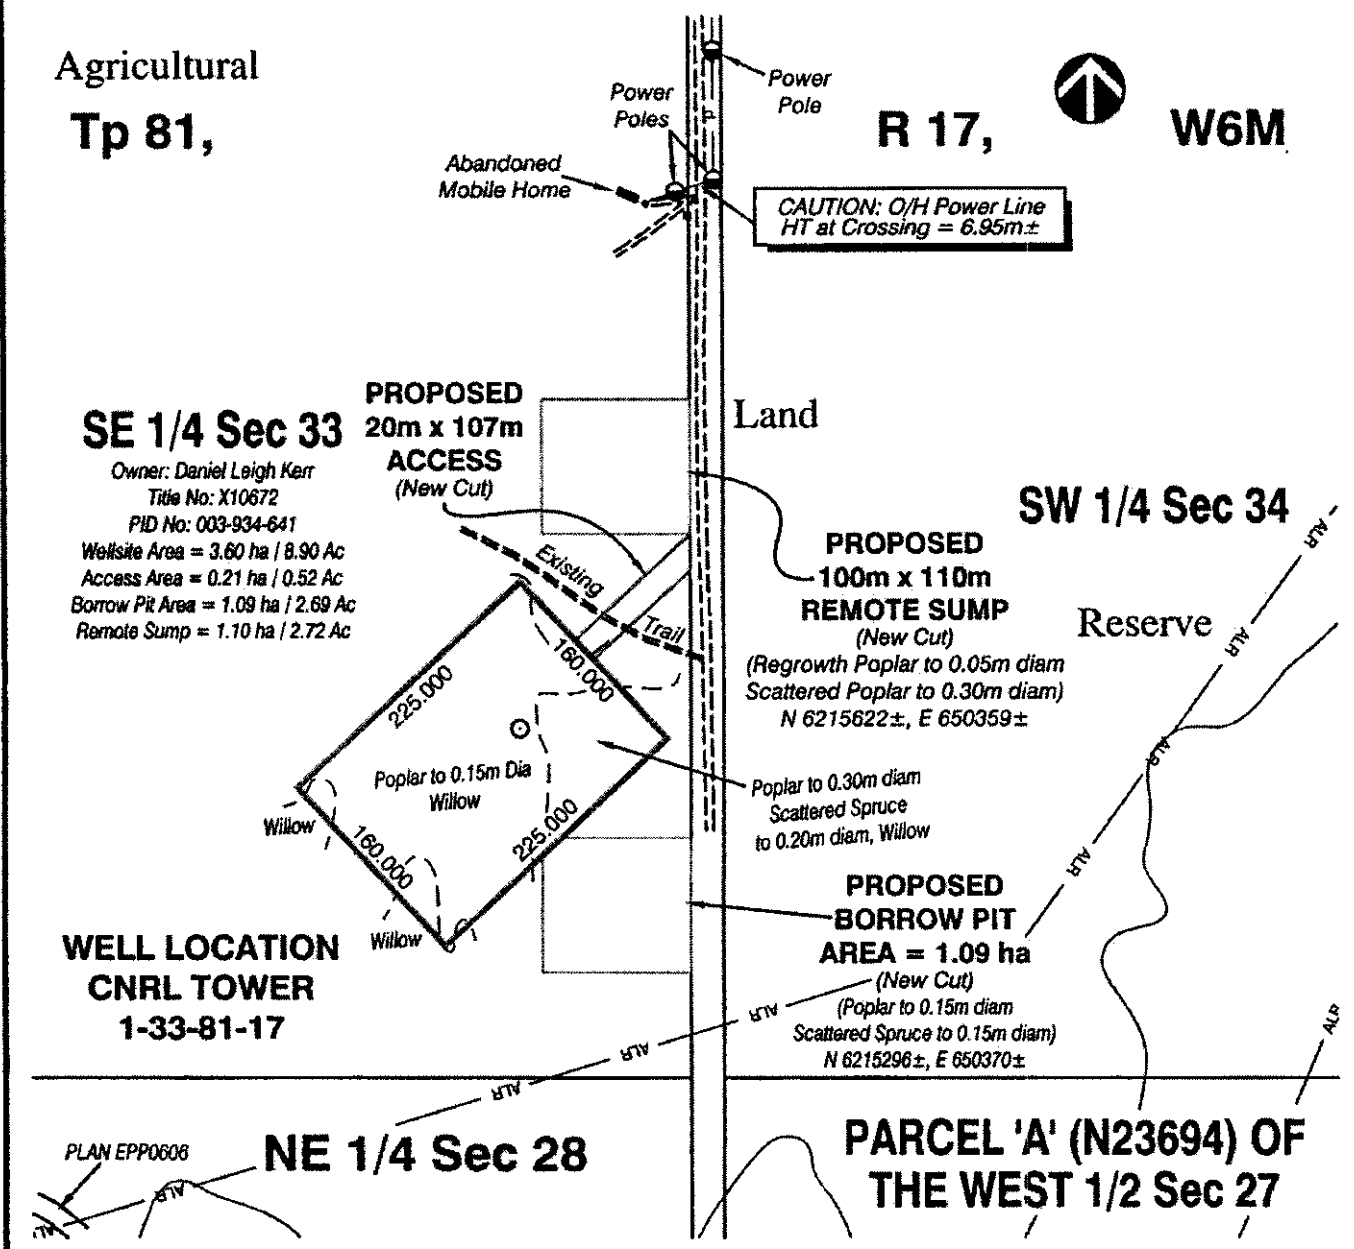 Agricultural
Tp 81,
R 17,
W6M
Power
Pole
Power
Poles
P
Abandoned
Mobile Home
CAUTION: O/H Power Line
HT at Crossing = 6.95m±
SE 1/4 Sec 33
Owner: Daniel Leigh Kerr
Title No: X10672
PID No: 003-934-641
Wellsite Area = 3.60 ha / 8.90 Ac
Access Area = 0.21 ha / 0.52 Ac
Borrow Pit Area = 1.09 ha / 2.69 Ac
Remote Sump = 1.10 ha / 2.72 Ac
PROPOSED
20m x 107m
ACCESS
(New Cut)
Land
SW 1/4 Sec 34
PROPOSED
100m x 110m
REMOTE SUMP
(New Cut)
(Regrowth Poplar to 0.05m diam
Scattered Poplar to 0.30m diam)
N 6215622±, E 650359±
Reserve
ALR
ALR
ALR
ALR
Existing
Trail
160.000
225.000
Poplar to 0.15m Dia
Willow
225.000
160.000
Willow
Willow
Poplar to 0.30m diam
Scattered Spruce
to 0.20m diam, Willow
PROPOSED
BORROW PIT
AREA = 1.09 ha
(New Cut)
(Poplar to 0.15m diam
Scattered Spruce to 0.15m diam)
N 6215296±, E 650370±
WELL LOCATION
CNRL TOWER
1-33-81-17
ALR
ALR
ALR
ALR
PLAN EPP0606
NE 1/4 Sec 28
ALR
ALR
PARCEL 'A' (N23694) OF
THE WEST 1/2 Sec 27